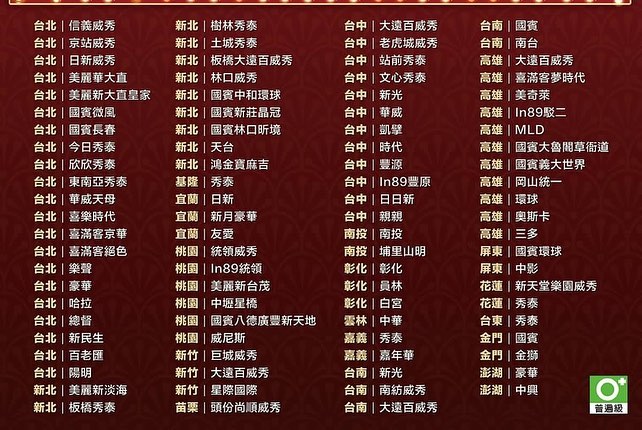 台北｜信義威秀
台北｜京站威秀
台北｜日新威秀
台北｜美麗華大直
台北｜美麗新大直皇家
台北｜國賓微風
台北｜國賓長春
台北｜今日秀泰
台北｜欣欣秀泰
台北｜東南亞秀泰
台北｜華威天母
台北｜喜樂時代
台北｜喜滿客京華
台北｜喜滿客絕色
台北｜樂聲
台北｜豪華
台北｜哈拉
台北｜總督
台北｜新民生
台北｜百老匯
台北｜陽明
新北｜美麗新淡海
新北｜板橋秀泰
新北｜樹林秀泰
新北｜土城秀泰
新北｜板橋大遠百威秀
新北｜林口威秀
新北｜國賓中和環球
新北｜國賓新莊晶冠
新北｜國賓林口昕境
新北｜天台
新北｜鴻金寶麻吉
基隆｜秀泰
宜蘭｜日新
宜蘭｜新月豪華
宜蘭｜友愛
桃園｜統領威秀
桃園｜In89統領
桃園｜美麗新台茂
桃園｜中壢星橋
桃園｜國賓八德廣豐新天地
桃園｜威尼斯
新竹｜巨城威秀
新竹｜大遠百威秀
新竹｜星際國際
苗栗｜頭份尚順威秀
台中｜大遠百威秀
台中｜老虎城威秀
台中｜站前秀泰
台中｜文心秀泰
台中｜新光
台中｜華威
台中｜凱擘
台中｜時代
台中｜豐源
台中｜In89豐原
台中｜日日新
台中｜親親
南投｜南投
南投｜埔里山明
彰化｜彰化
彰化｜員林
彰化｜白宮
雲林｜中華
嘉義｜秀泰
嘉義｜嘉年華
台南｜新光
台南｜南紡威秀
台南｜大遠百威秀
台南｜國賓
台南｜南台
高雄｜大遠百威秀
高雄｜喜滿客夢時代
高雄｜美奇萊
高雄｜In89駁二
高雄｜MLD
高雄｜國賓大魯閣草衙道
高雄｜國賓義大世界
高雄｜岡山統一
高雄｜環球
高雄｜奧斯卡
高雄｜三多
屏東｜國賓環球
屏東｜中影
花蓮｜新天堂樂園威秀
花蓮｜秀泰
台東｜秀泰
金門｜國賓
金門｜金獅
澎湖｜豪華
澎湖｜中興
0+
普遍級